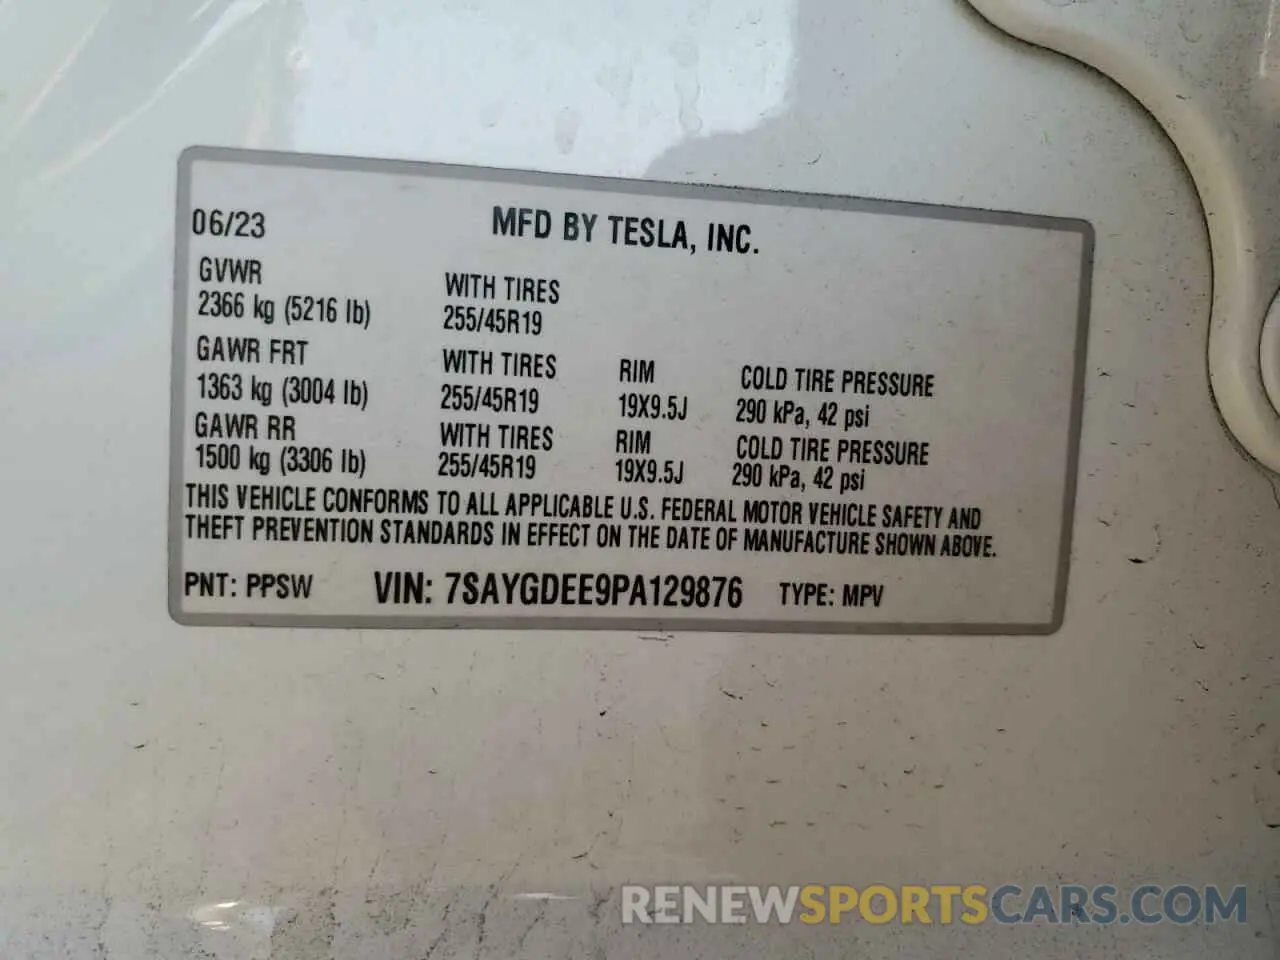 06/23 MFD BY TESLA, INC.
GVWR
2366 kg (5216 lb) WITH TIRES
255/45R19
GAWR FRT
1363 kg (3004 lb) WITH TIRES
255/45R19 RIM
19X9.5J COLD TIRE PRESSURE
290 kPa, 42 psi
GAWR RR
1500 kg (3306 lb) WITH TIRES
255/45R19 RIM
19X9.5J COLD TIRE PRESSURE
290 kPa, 42 psi
THIS VEHICLE CONFORMS TO ALL APPLICABLE U.S. FEDERAL MOTOR VEHICLE SAFETY AND
THEFT PREVENTION STANDARDS IN EFFECT ON THE DATE OF MANUFACTURE SHOWN ABOVE.
PNT: PPSW VIN: 7SAYGDEE9PA129876 TYPE: MPV
RENEWSPORTSCARS.COM